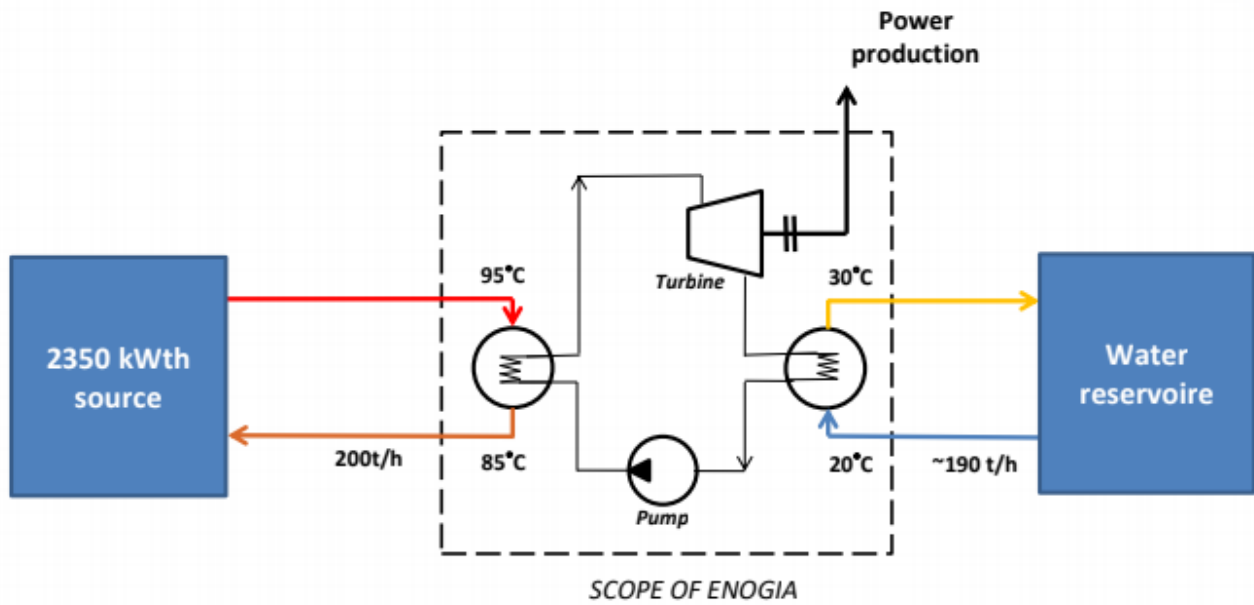 Power
production
95°C
30°C
Turbine
2350 kWth
source
Water
reservoire
200t/h
85°C
20°C
~190 t/h
Pump
SCOPE OF ENOGIA